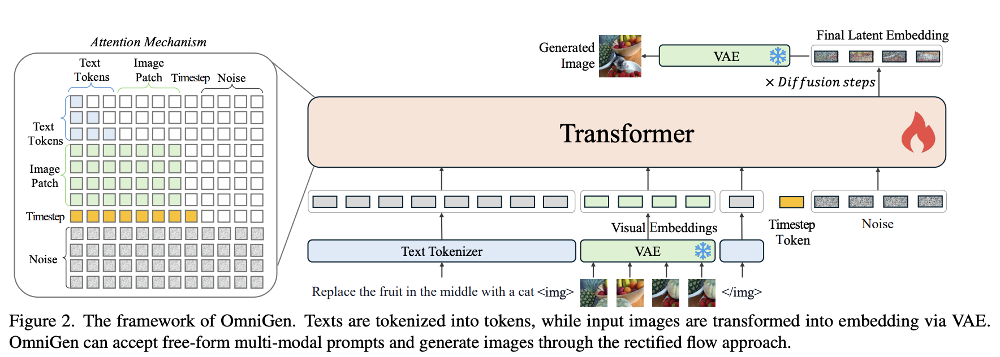 Attention Mechanism
Text
Tokens
Image
Patch
Timestep
Noise
Text
Tokens
Image
Patch
Timestep
Noise
Generated
Image
VAE
Final Latent Embedding
× Diffusion steps
Transformer
Visual Embeddings
Timestep
Token
Noise
Text Tokenizer
VAE
Replace the fruit in the middle with a cat <img>
</img>
Figure 2. The framework of OmniGen. Texts are tokenized into tokens, while input images are transformed into embedding via VAE.
OmniGen can accept free-form multi-modal prompts and generate images through the rectified flow approach.